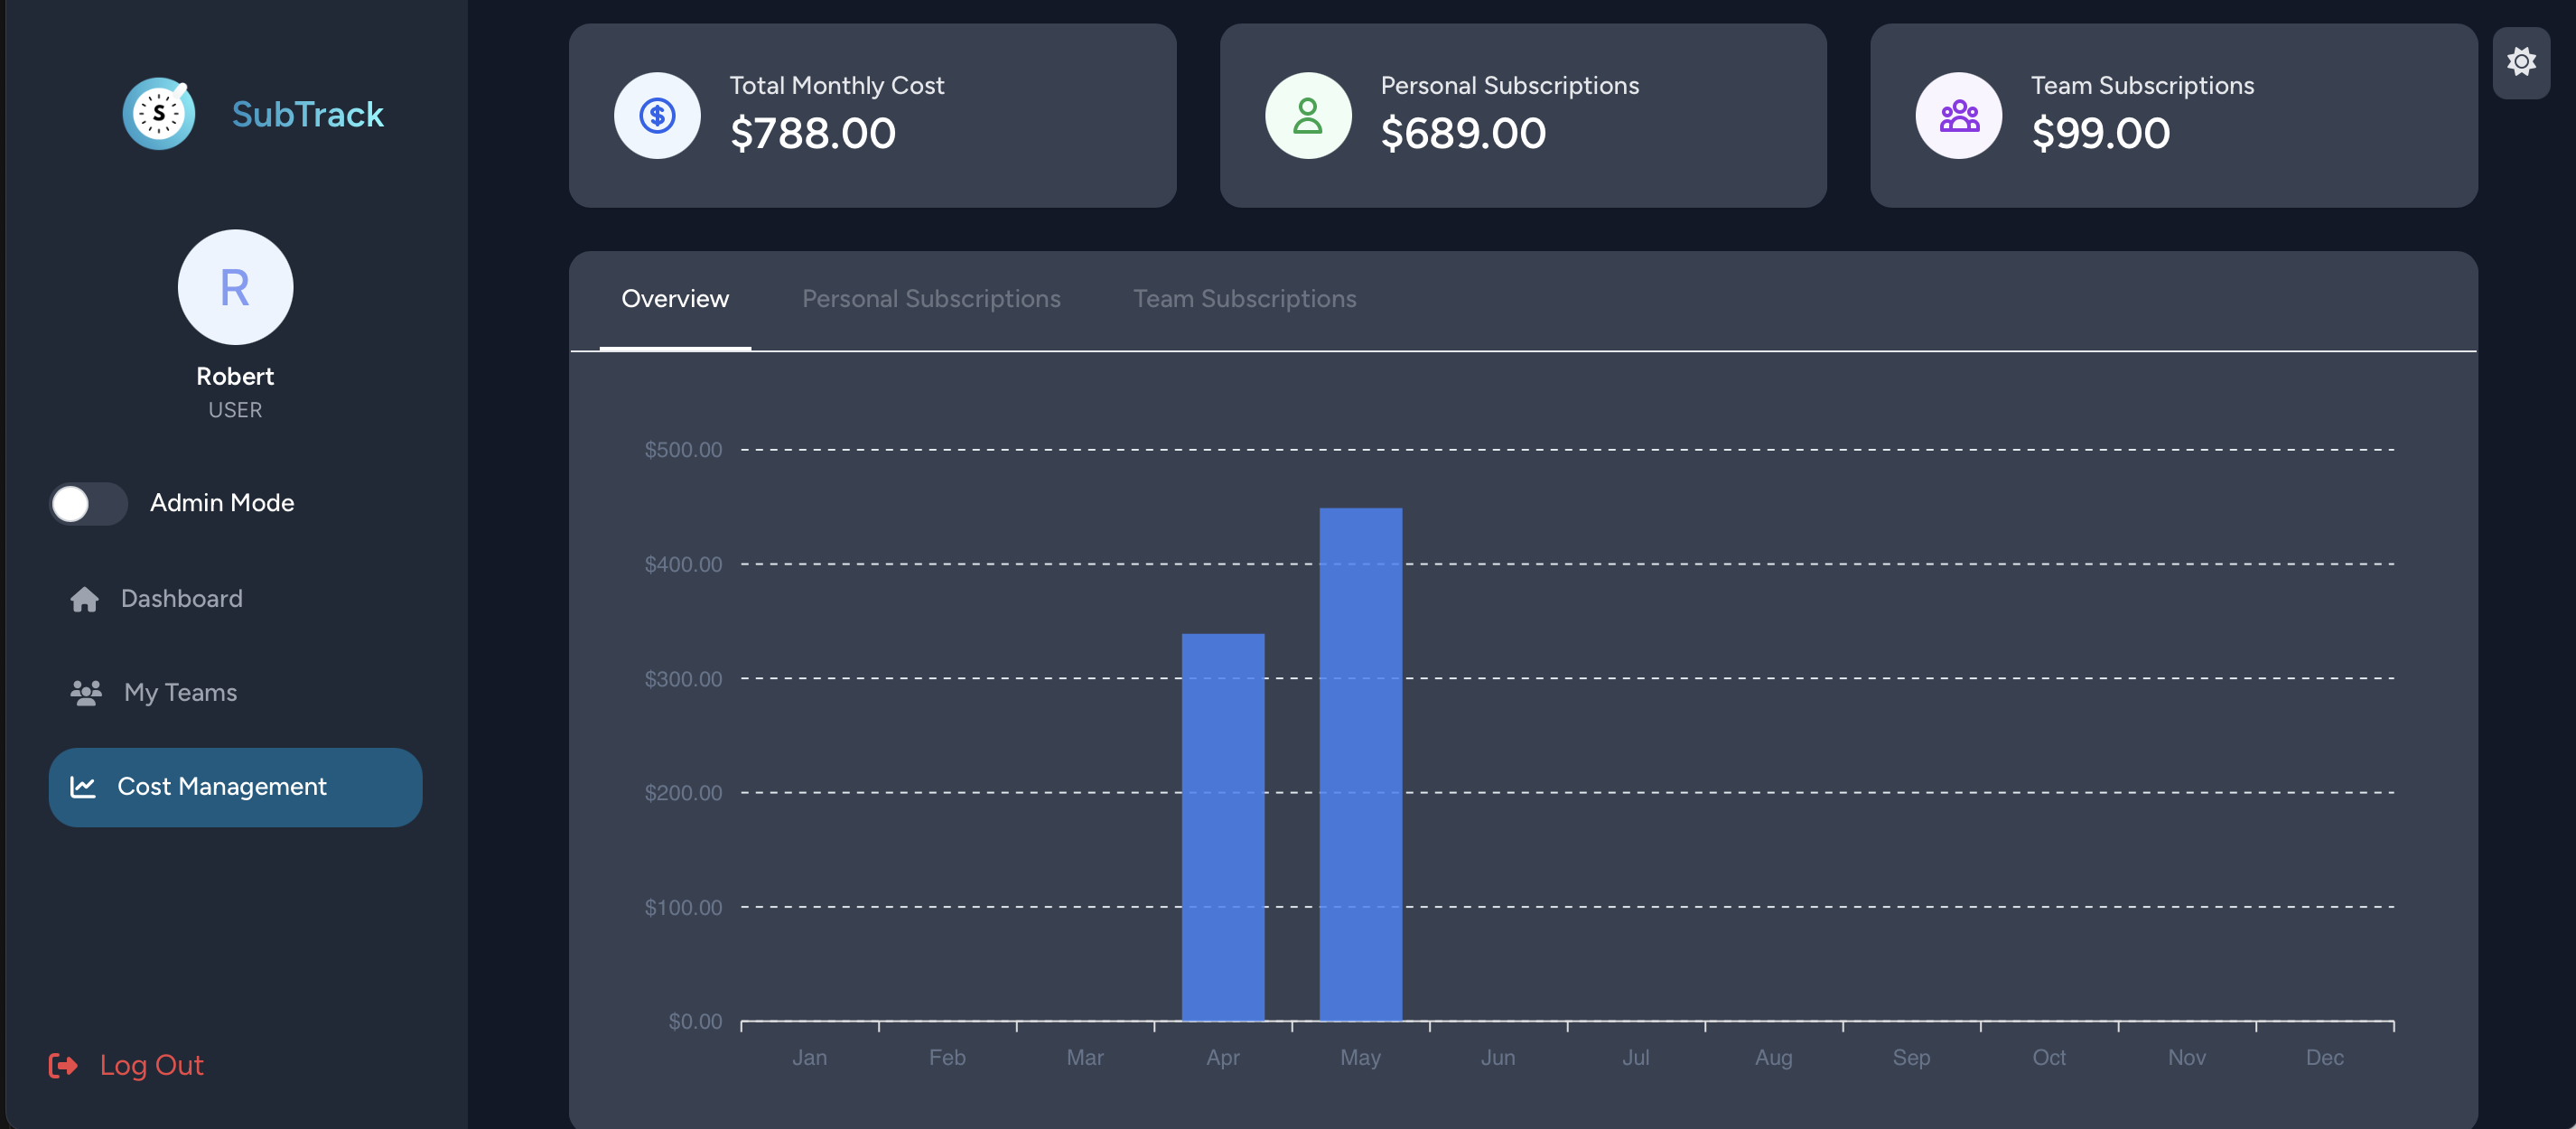 SubTrack
R
Robert
USER
Admin Mode
Dashboard
My Teams
Cost Management
Log Out
Total Monthly Cost
$788.00
Personal Subscriptions
$689.00
Team Subscriptions
$99.00
Overview Personal Subscriptions Team Subscriptions
$500.00
$400.00
$300.00
$200.00
$100.00
$0.00
Jan Feb Mar Apr May Jun Jul Aug Sep Oct Nov Dec